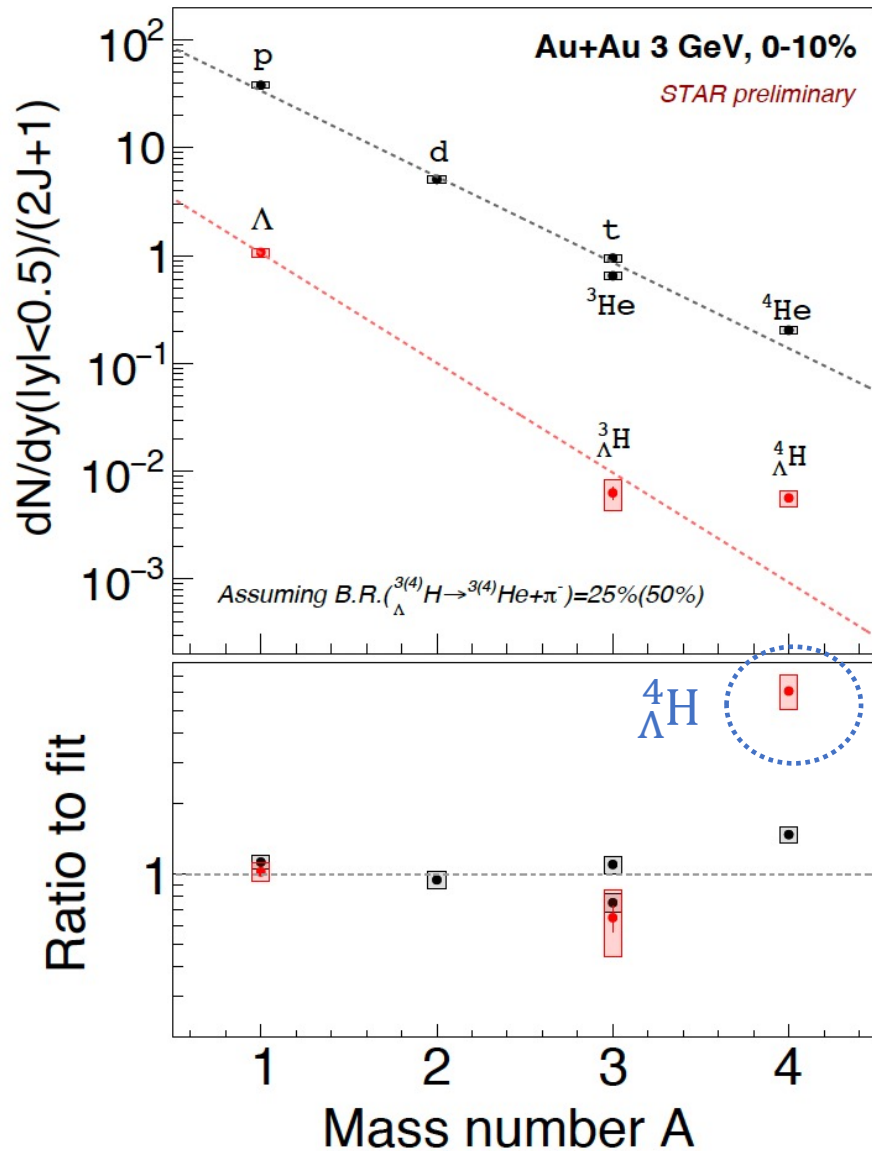 Au+Au 3 GeV, 0-10%
STAR preliminary
dN/dy(|y|<0.5)/(2J+1)
10²
10
1
10⁻¹
10⁻²
10⁻³
p
d
Λ
t
³He
⁴He
³ΛH
⁴ΛH
Assuming B.R.(³⁽⁴⁾ΛH→³⁽⁴⁾He+π⁻)=25%(50%)
⁴ΛH
Ratio to fit
1
1 2 3 4
Mass number A